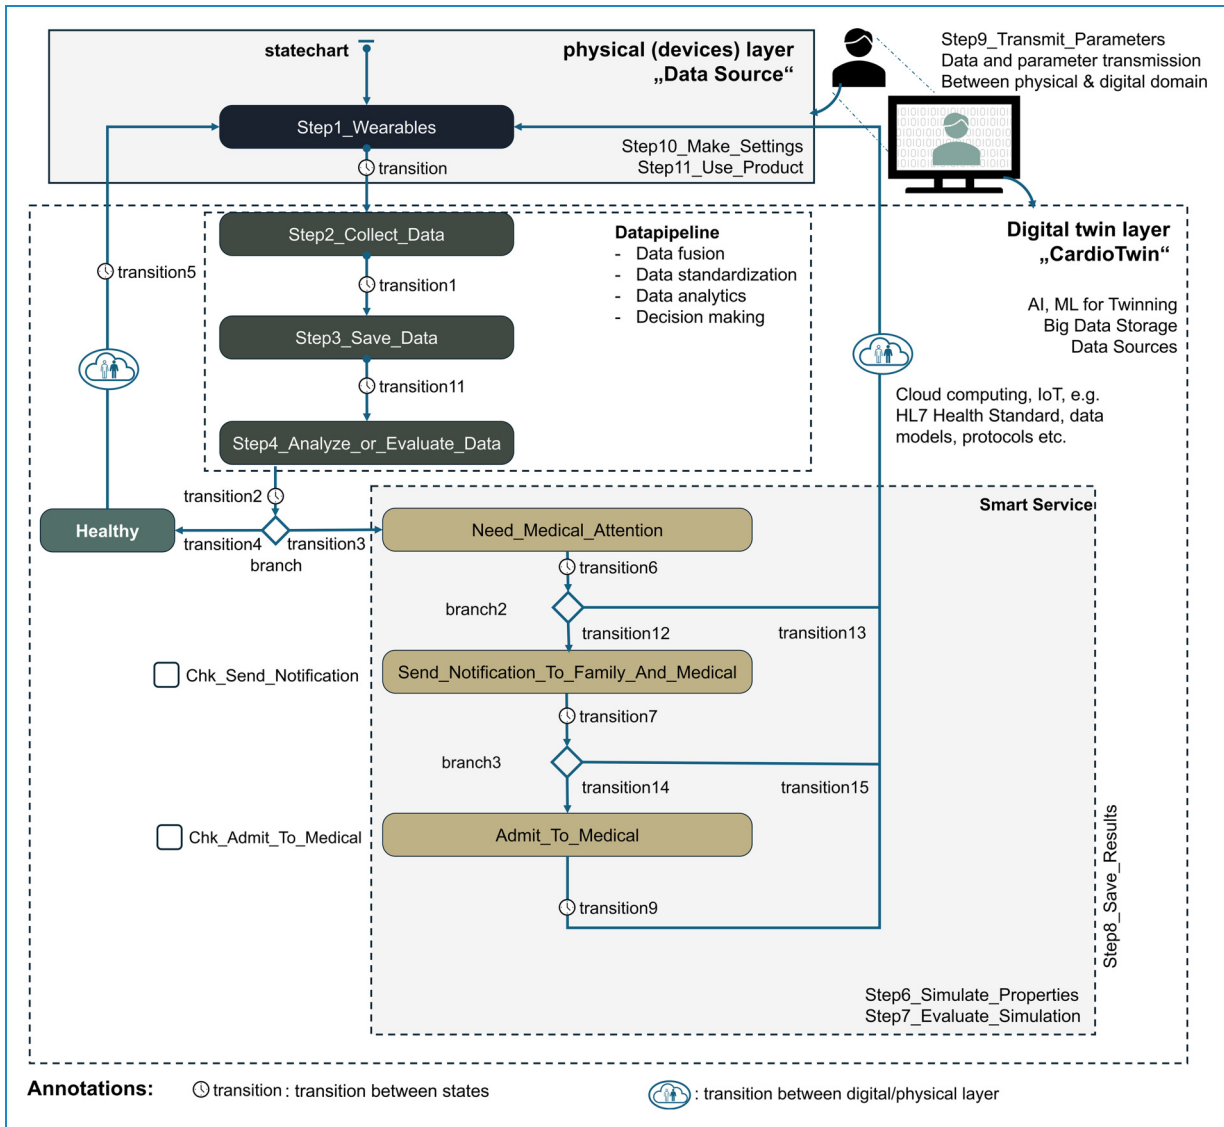 statechart
physical (devices) layer
„Data Source“
Step9_Transmit_Parameters
Data and parameter transmission
Between physical & digital domain
Step1_Wearables
Step10_Make_Settings
Step11_Use_Product
transition
Step2_Collect_Data
Datapipeline
- Data fusion
- Data standardization
- Data analytics
- Decision making
Digital twin layer
„CardioTwin“
transition5
transition1
AI, ML for Twinning
Big Data Storage
Data Sources
Step3_Save_Data
transition11
Cloud computing, IoT, e.g.
HL7 Health Standard, data
models, protocols etc.
Step4_Analyze_or_Evaluate_Data
transition2
Smart Service
Healthy
transition4
transition3
branch
Need_Medical_Attention
transition6
branch2
transition12
transition13
Chk_Send_Notification
Send_Notification_To_Family_And_Medical
transition7
branch3
transition14
transition15
Chk_Admit_To_Medical
Admit_To_Medical
transition9
Step8_Save_Results
Step6_Simulate_Properties
Step7_Evaluate_Simulation
Annotations:
transition : transition between states
: transition between digital/physical layer